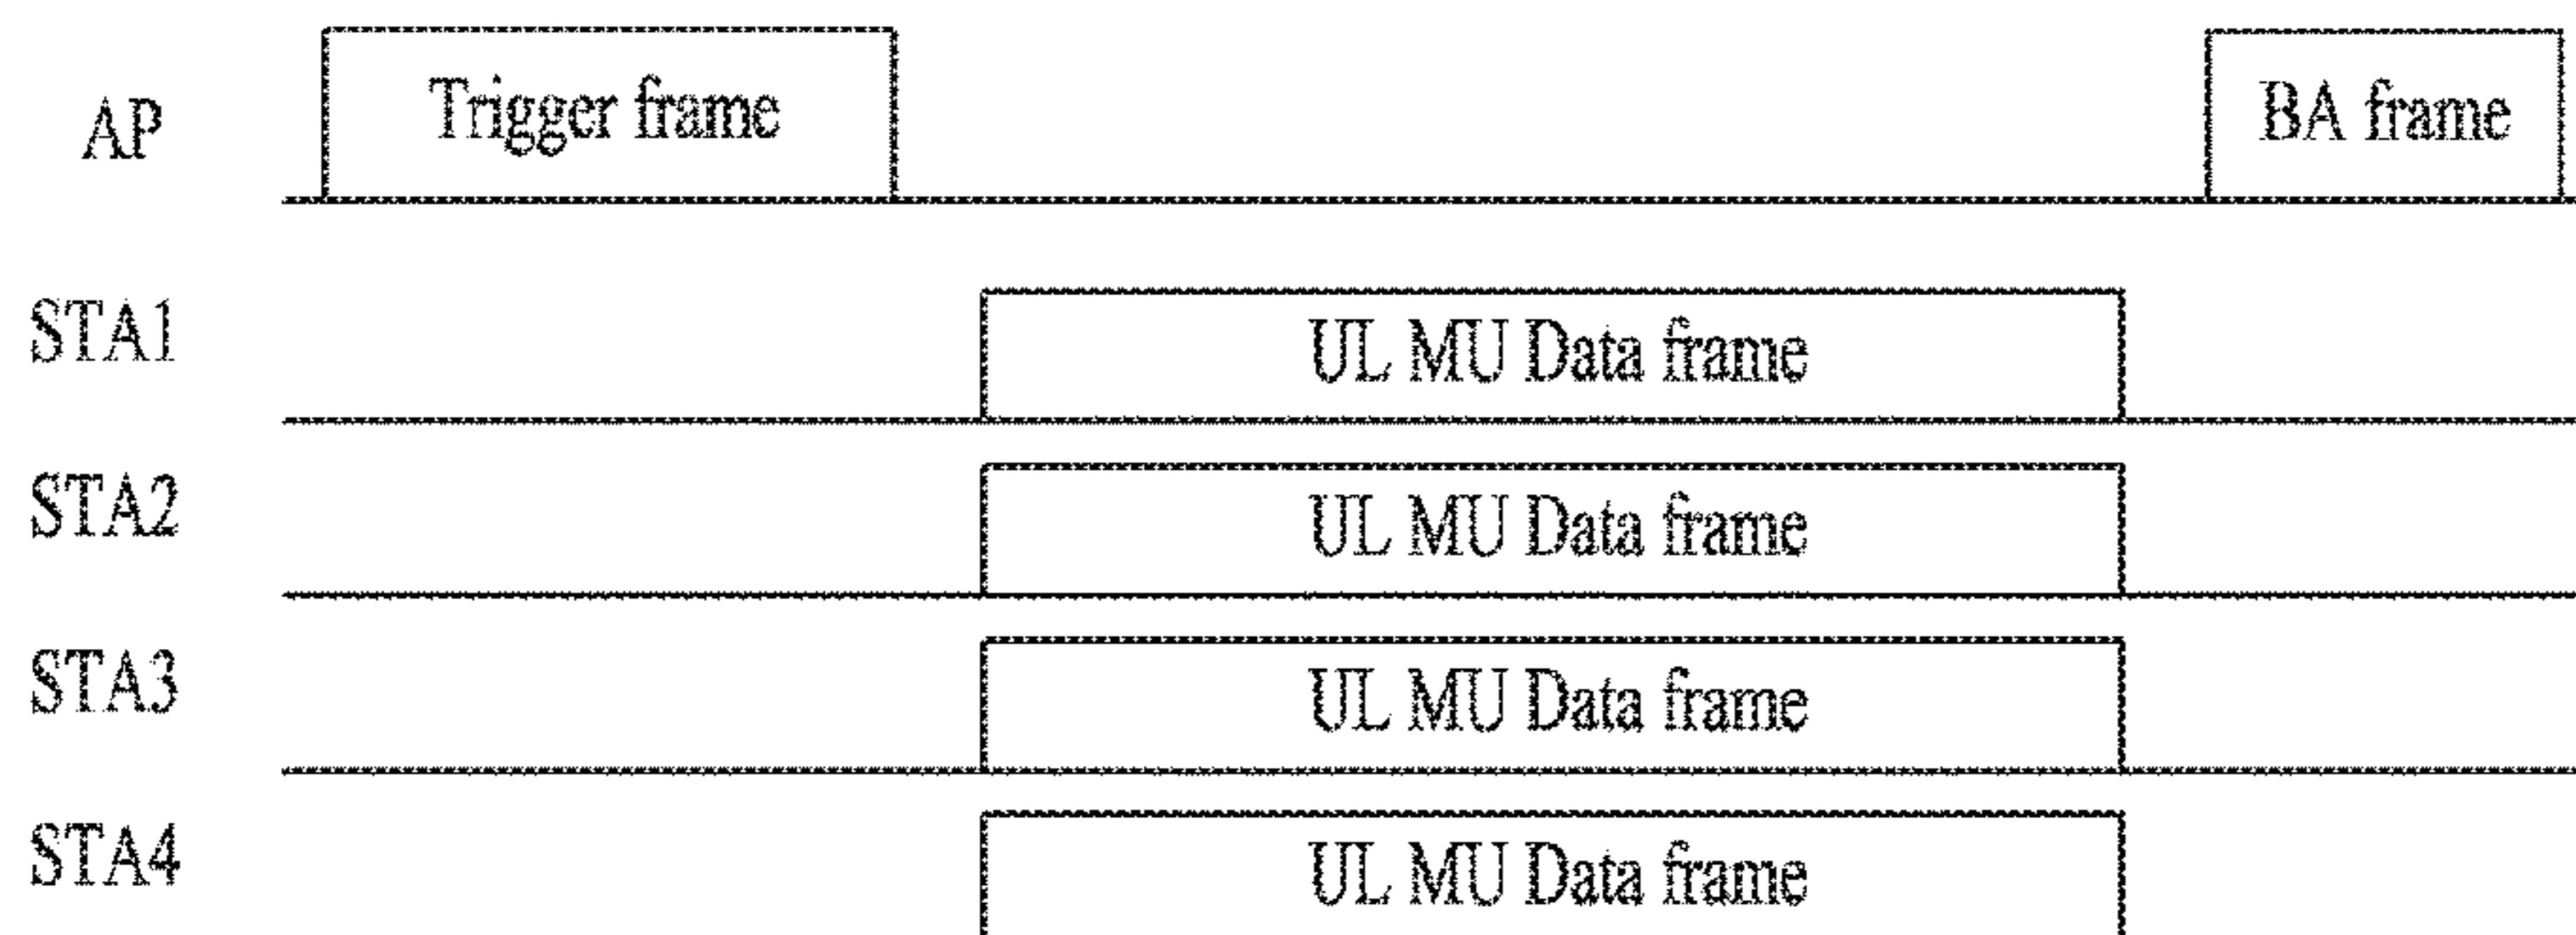 AP Trigger frame BA frame
STA1 UL MU Data frame
STA2 UL MU Data frame
STA3 UL MU Data frame
STA4 UL MU Data frame